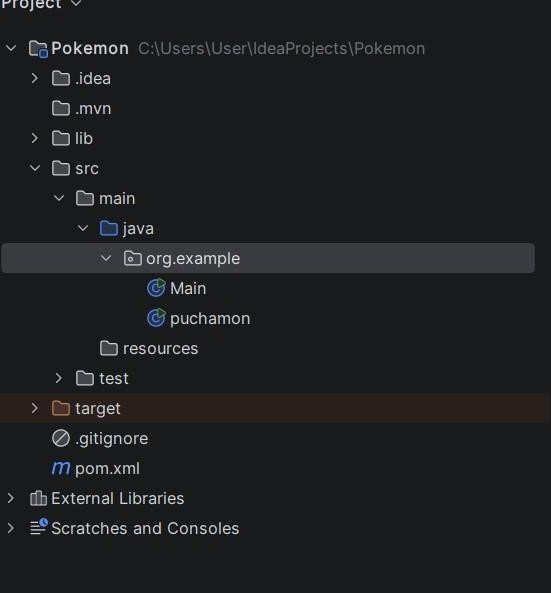 Project
Pokemon C:\Users\User\IdeaProjects\Pokemon
.idea
.mvn
lib
src
main
java
org.example
Main
puchamon
resources
test
target
.gitignore
pom.xml
External Libraries
Scratches and Consoles